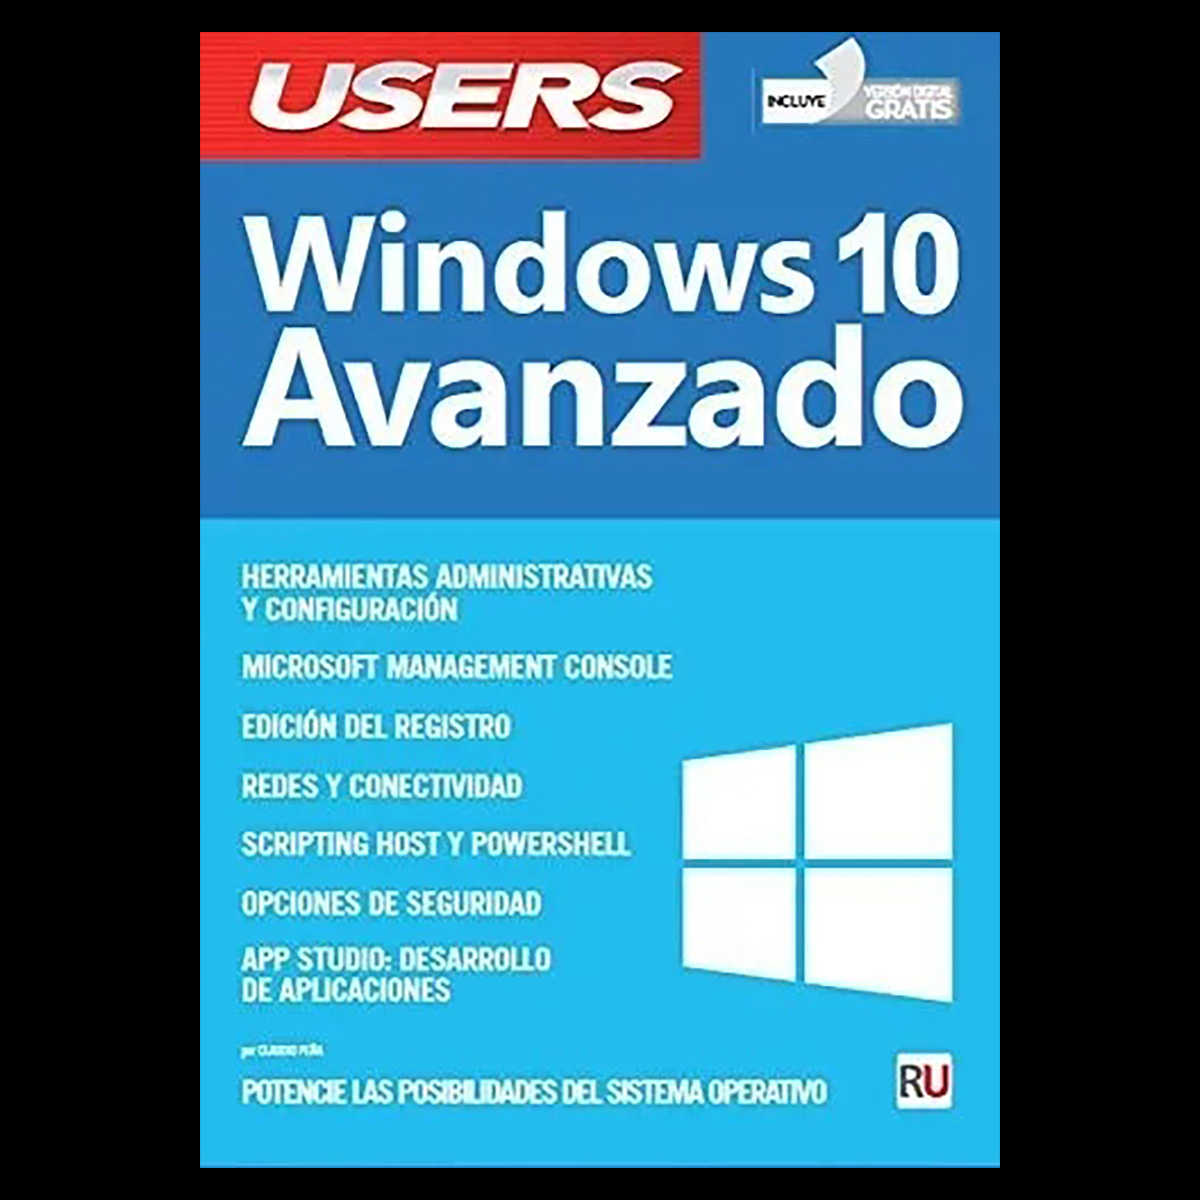 USERS
INCLUYE
VERSIÓN DIGITAL
GRATIS
Windows 10
Avanzado
HERRAMIENTAS ADMINISTRATIVAS
Y CONFIGURACIÓN
MICROSOFT MANAGEMENT CONSOLE
EDICIÓN DEL REGISTRO
REDES Y CONECTIVIDAD
SCRIPTING HOST Y POWERSHELL
OPCIONES DE SEGURIDAD
APP STUDIO: DESARROLLO
DE APLICACIONES
por CLAUDIO PEÑA
POTENCIE LAS POSIBILIDADES DEL SISTEMA OPERATIVO
RU